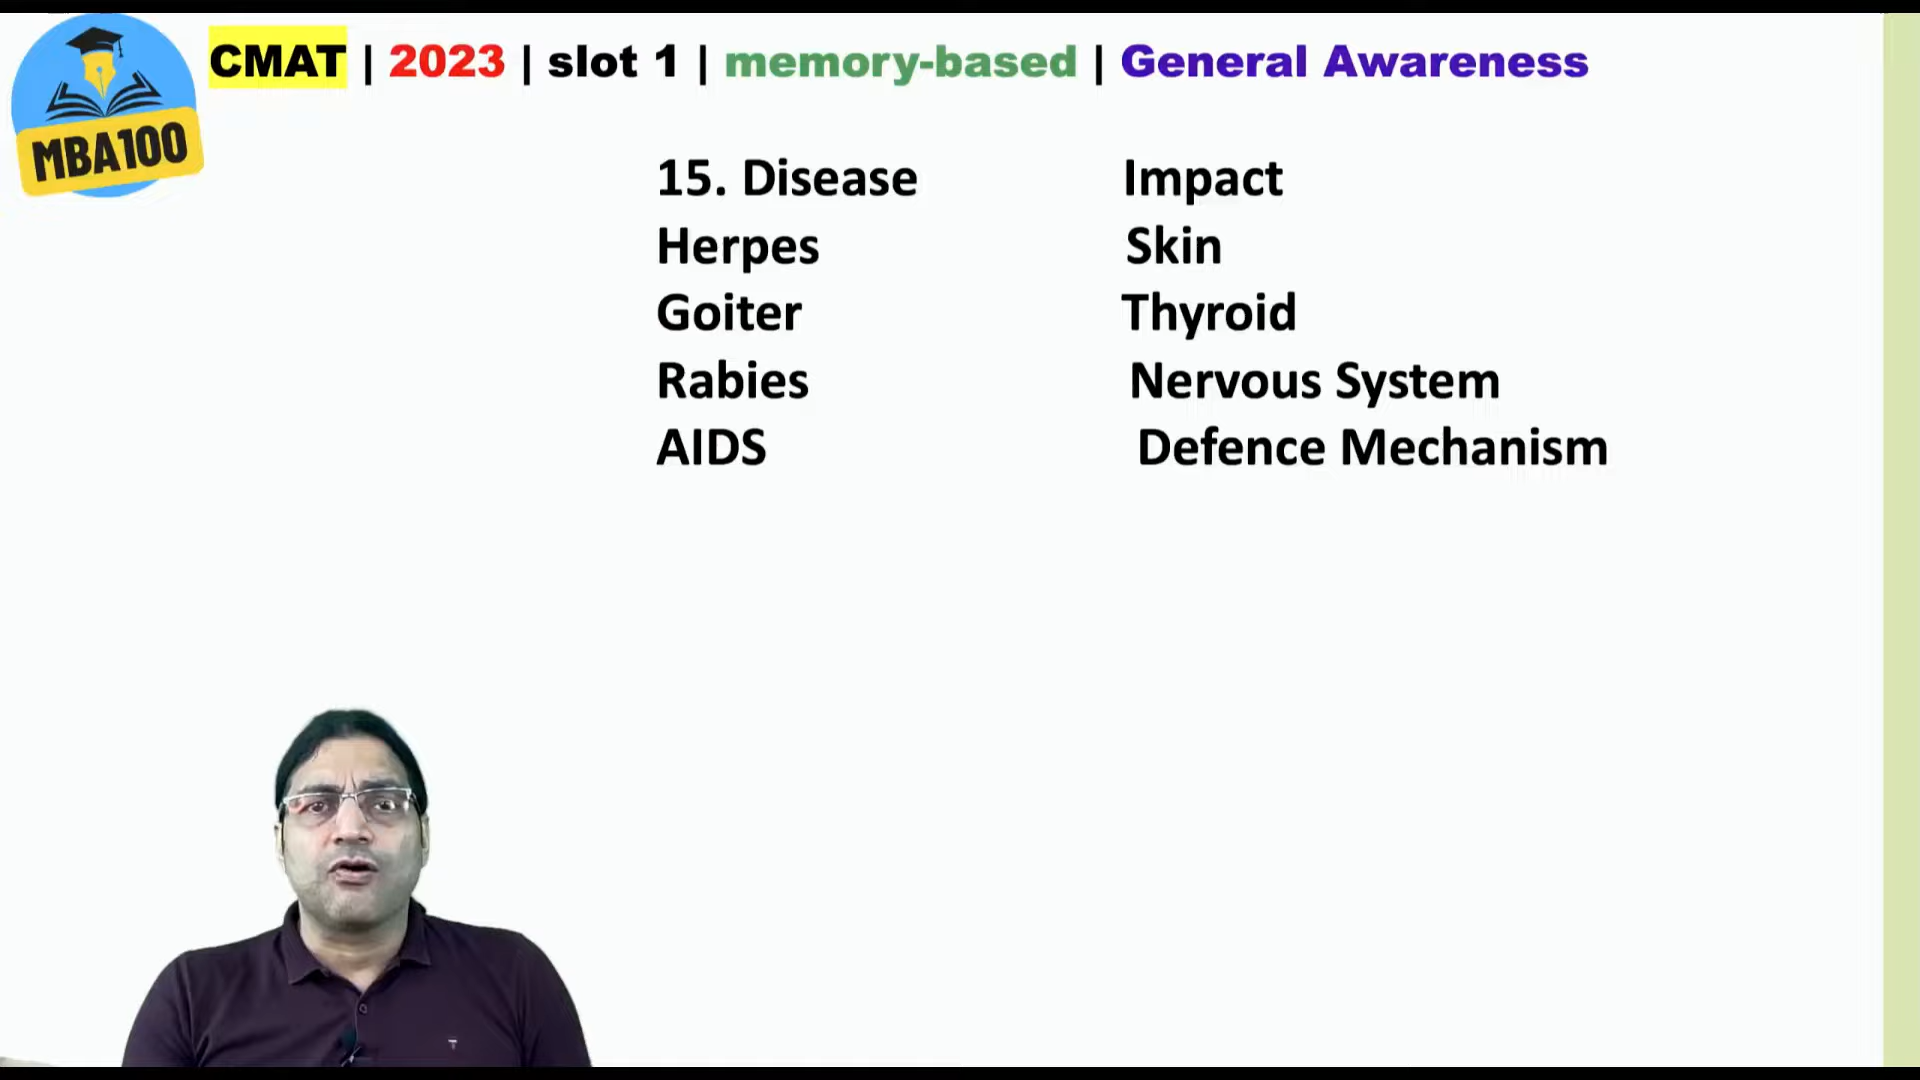 CMAT | 2023 | slot 1 | memory-based | General Awareness
MBA100
15. Disease Impact
Herpes Skin
Goiter Thyroid
Rabies Nervous System
AIDS Defence Mechanism